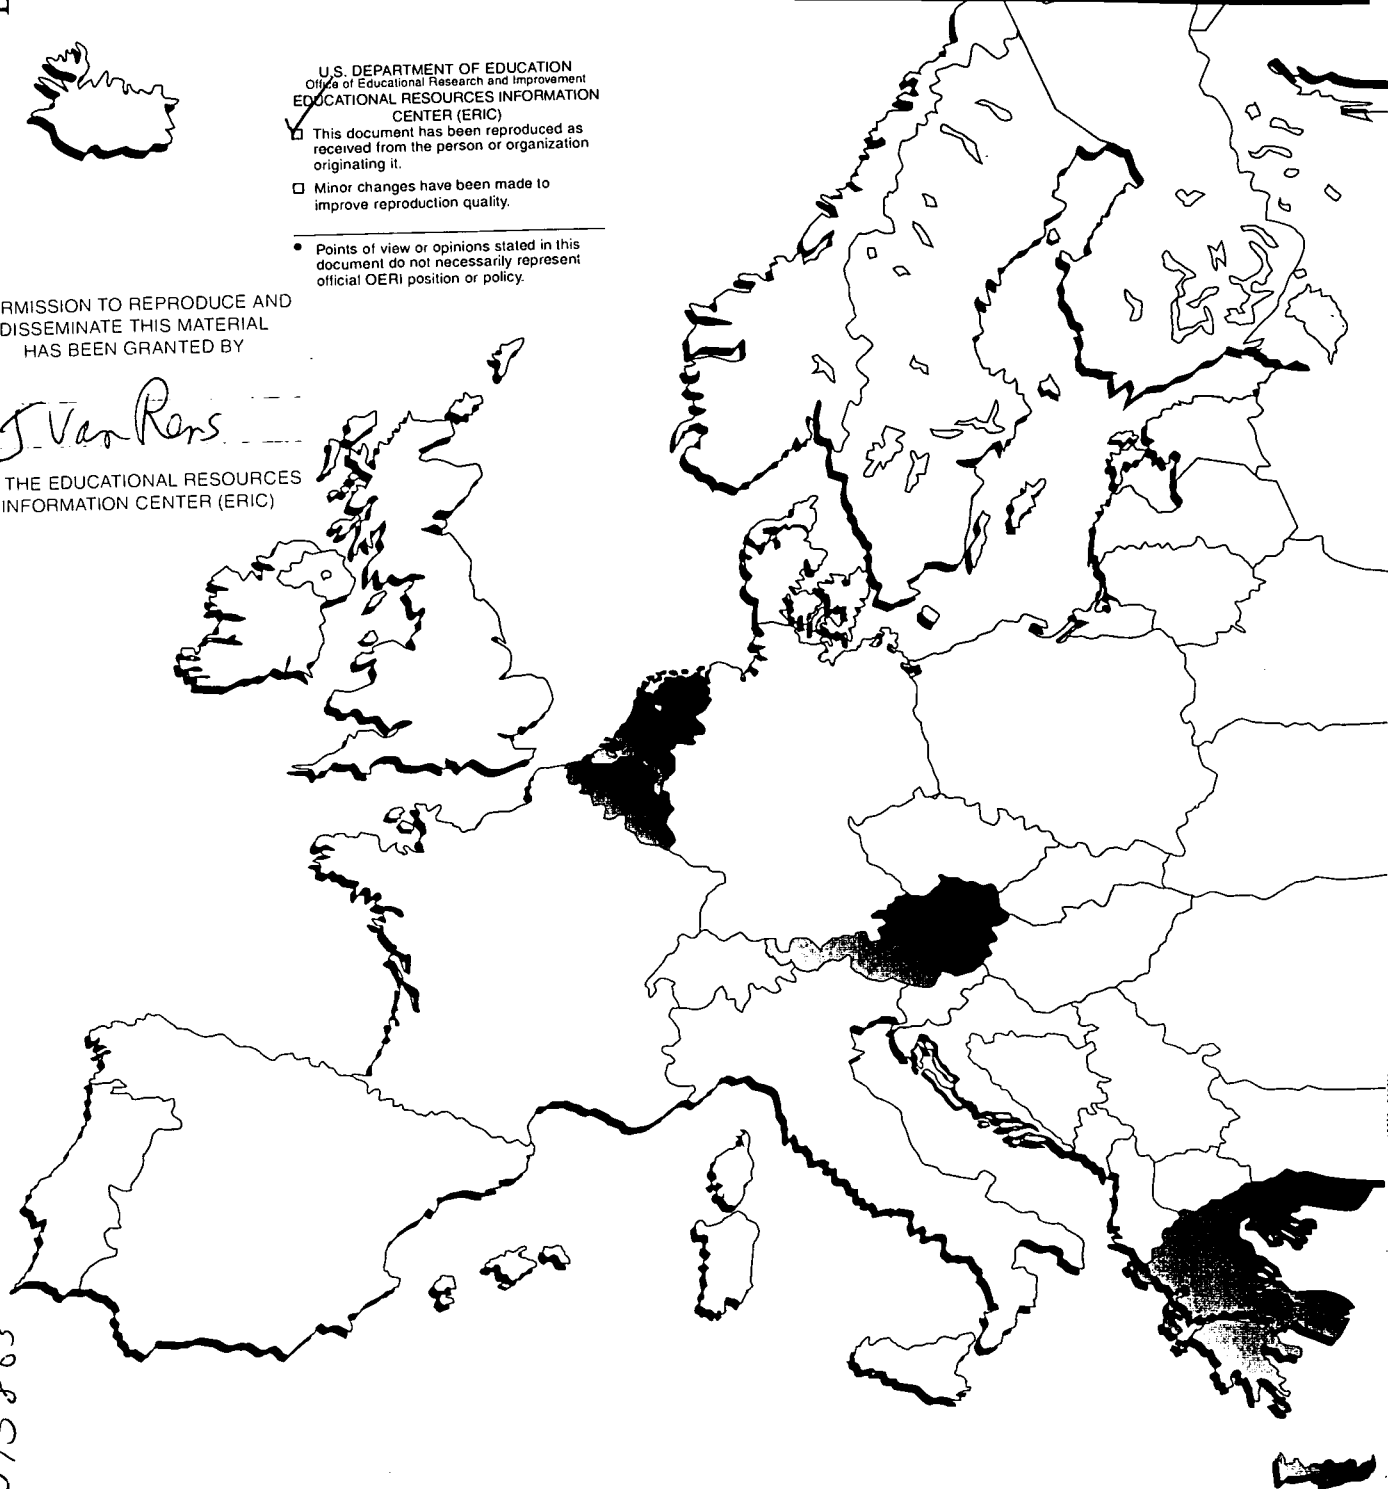 U.S. DEPARTMENT OF EDUCATION
Office of Educational Research and Improvement
EDUCATIONAL RESOURCES INFORMATION
CENTER (ERIC)
□ This document has been reproduced as
received from the person or organization
originating it.
□ Minor changes have been made to
improve reproduction quality.
• Points of view or opinions stated in this
document do not necessarily represent
official OERI position or policy.
RMISSION TO REPRODUCE AND
DISSEMINATE THIS MATERIAL
HAS BEEN GRANTED BY
J Van Rens
THE EDUCATIONAL RESOURCES
INFORMATION CENTER (ERIC)